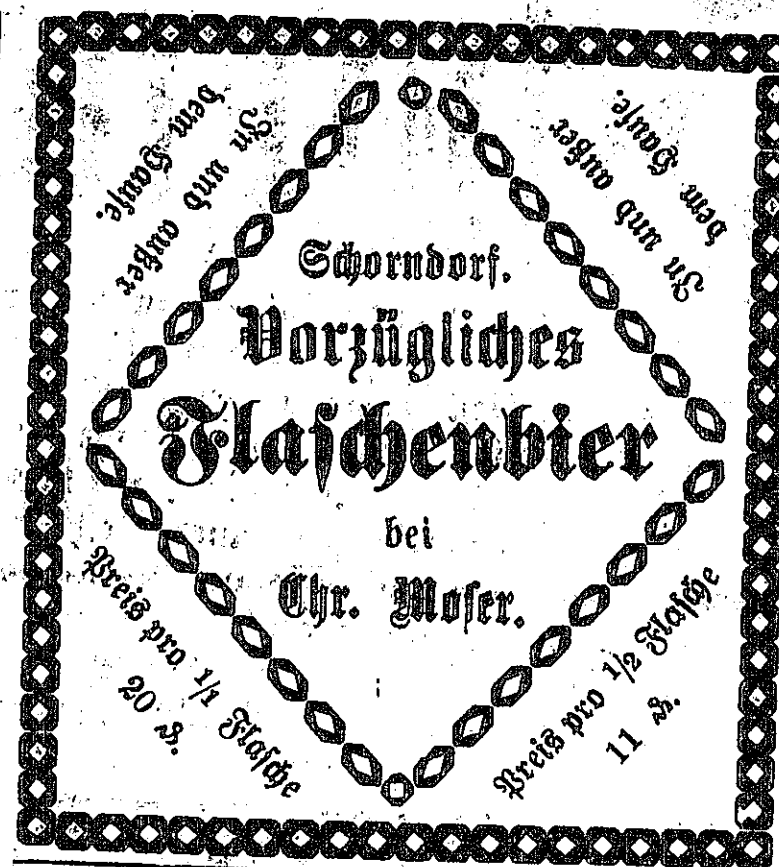 In und außer
dem Hause.
In und außer
dem Hause.
Schorndorf.
Vorzügliches
Flaschenbier
bei
Chr. Moser.
Preis pro 1/1 Flasche
20 ₰.
Preis pro 1/2 Flasche
11 ₰.